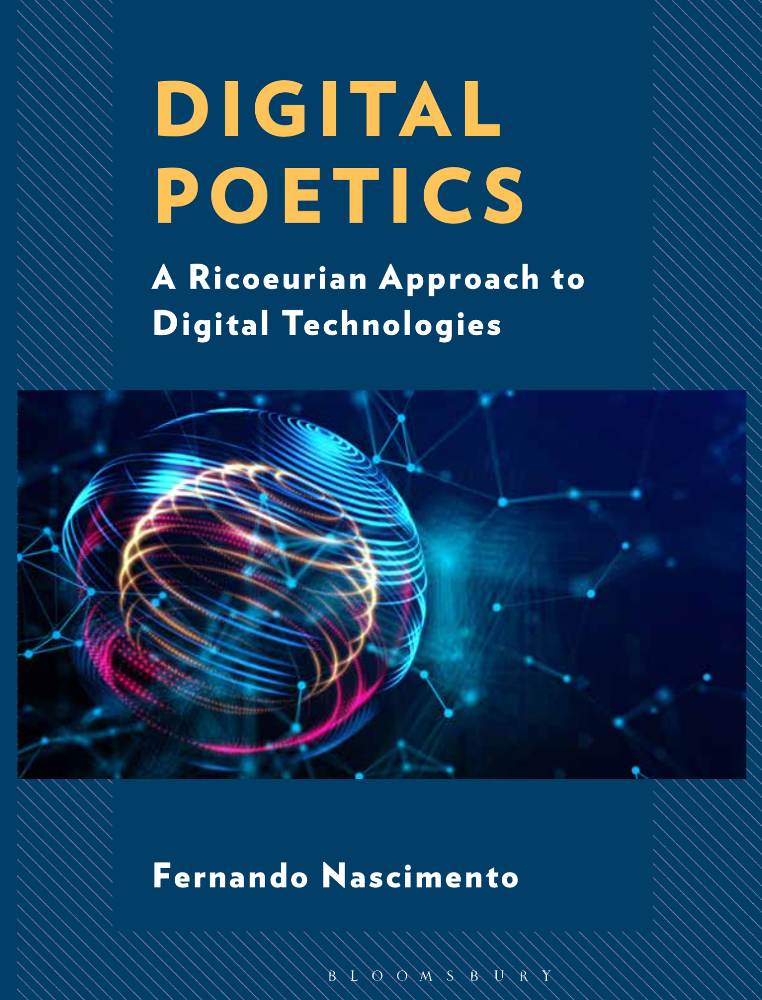 DIGITAL
POETICS
A Ricoeurian Approach to
Digital Technologies
Fernando Nascimento
BLOOMSBURY